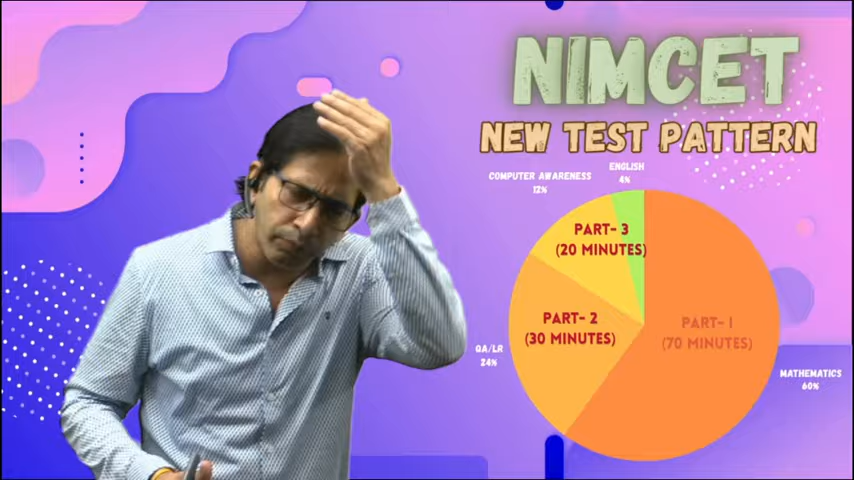 NIMCET
NEW TEST PATTERN
ENGLISH
4%
COMPUTER AWARENESS
12%
PART- 3
(20 MINUTES)
PART- 2
(30 MINUTES)
PART- 1
(70 MINUTES)
QA/LR
24%
MATHEMATICS
60%